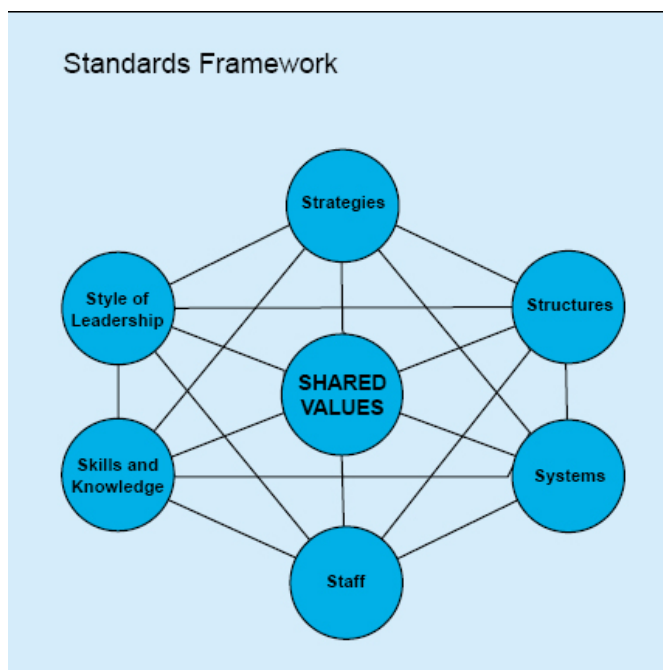 Standards Framework
Strategies
Style of
Leadership
Structures
SHARED
VALUES
Skills and
Knowledge
Systems
Staff